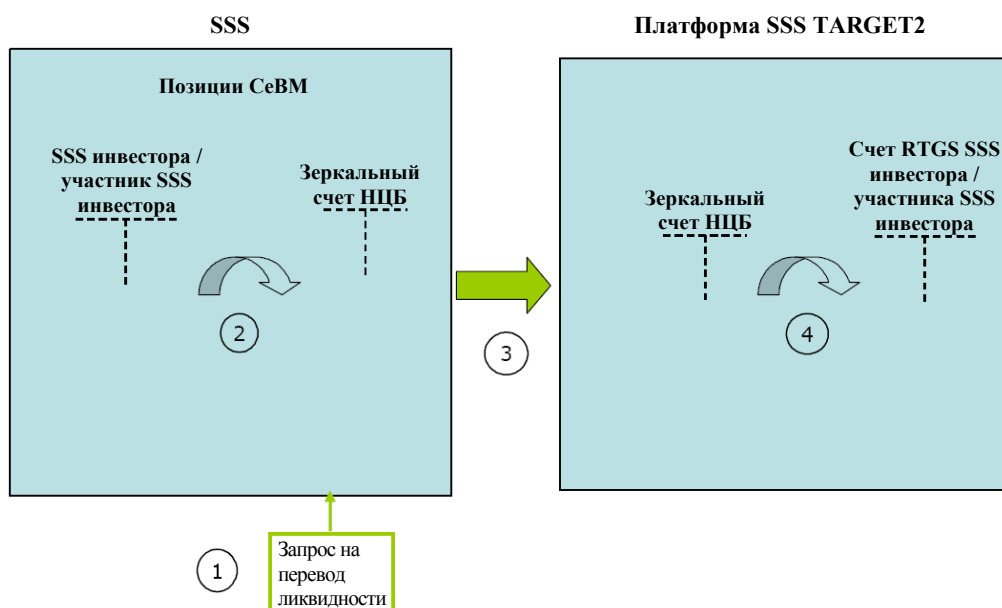 SSS
Платформа SSS TARGET2
Позиции CeBM
SSS инвестора /
участник SSS
инвестора
Зеркальный
счет НЦБ
Зеркальный
счет НЦБ
Счет RTGS SSS
инвестора /
участника SSS
инвестора
2
3
4
1
Запрос на
перевод
ликвидности